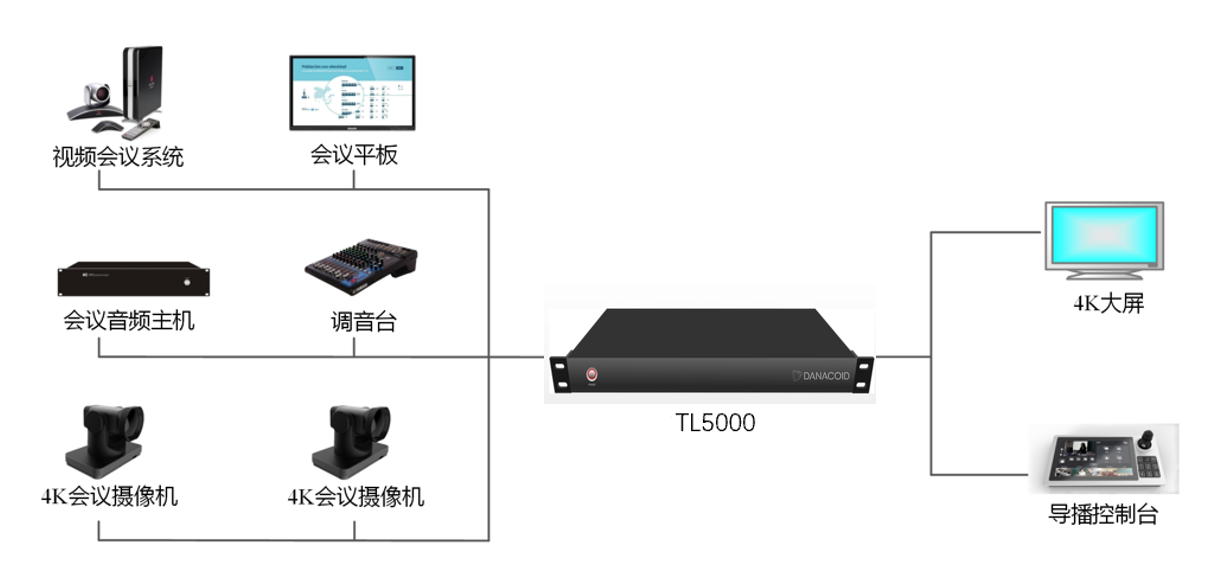 视频会议系统
会议平板
会议音频主机
调音台
4K会议摄像机
4K会议摄像机
DANACOID
TL5000
4K大屏
导播控制台